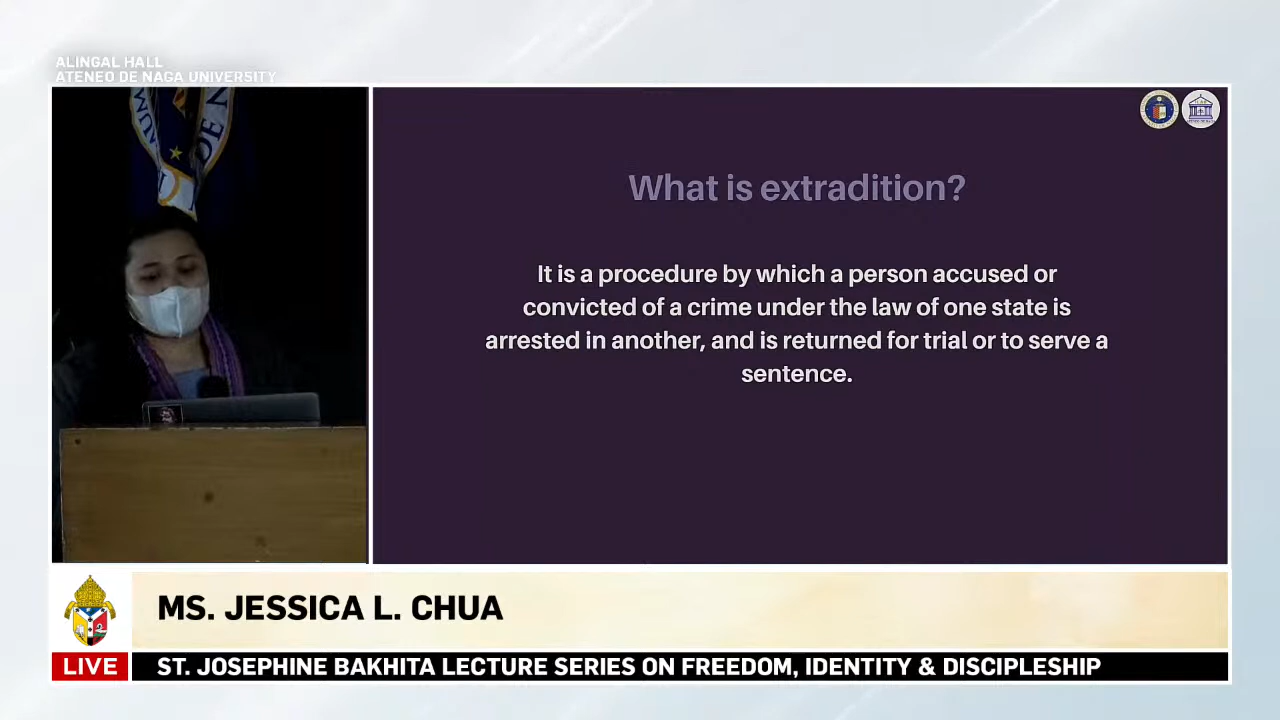 ALINGAL HALL
ATENEO DE NAGA UNIVERSITY
What is extradition?
It is a procedure by which a person accused or
convicted of a crime under the law of one state is
arrested in another, and is returned for trial or to serve a
sentence.
MS. JESSICA L. CHUA
LIVE
ST. JOSEPHINE BAKHITA LECTURE SERIES ON FREEDOM, IDENTITY & DISCIPLESHIP